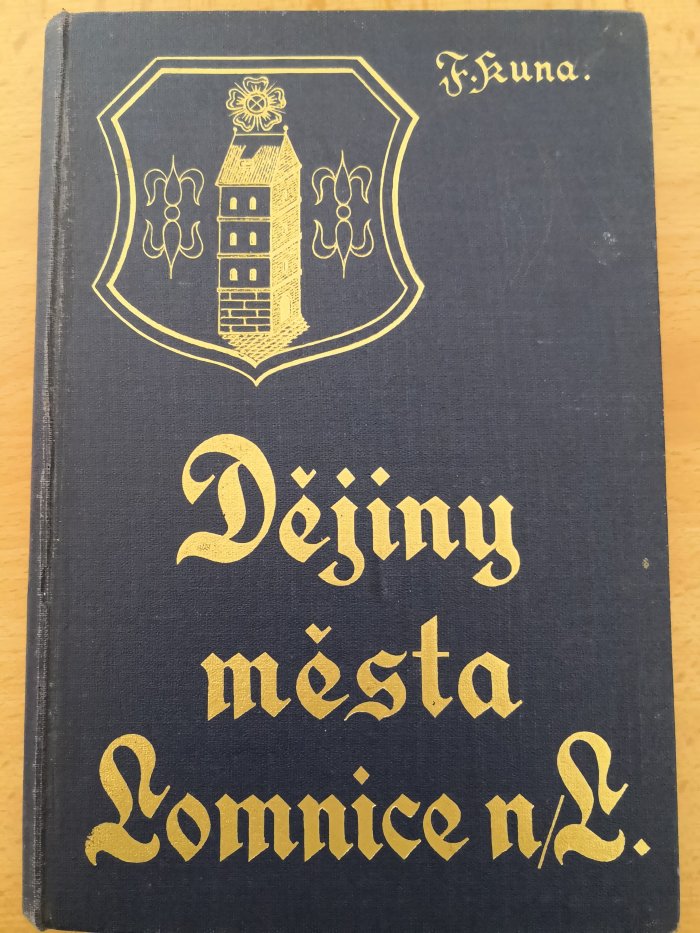 F. Kuna.
Dějiny
města
Lomnice n/L.